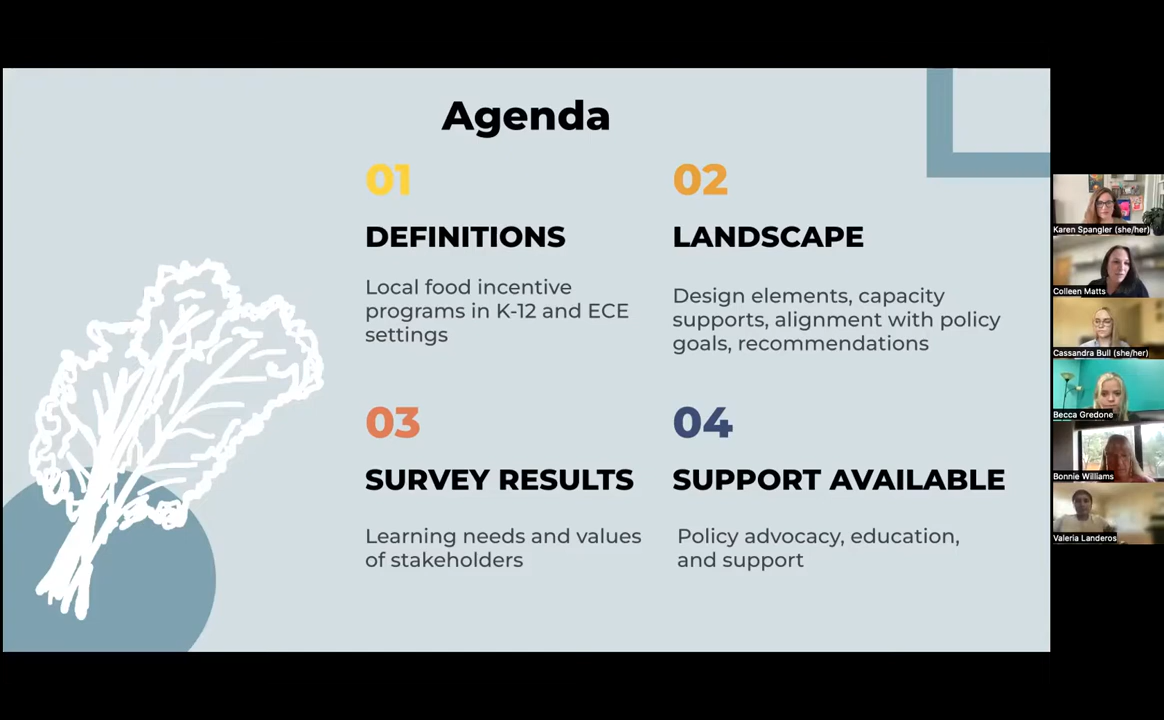 Agenda
01
DEFINITIONS
Local food incentive
programs in K-12 and ECE
settings
02
LANDSCAPE
Design elements, capacity
supports, alignment with policy
goals, recommendations
03
SURVEY RESULTS
Learning needs and values
of stakeholders
04
SUPPORT AVAILABLE
Policy advocacy, education,
and support
Karen Spangler (she/her)
Colleen Matts
Cassandra Bull (she/her)
Becca Gredone
Bonnie Williams
Valeria Landeros